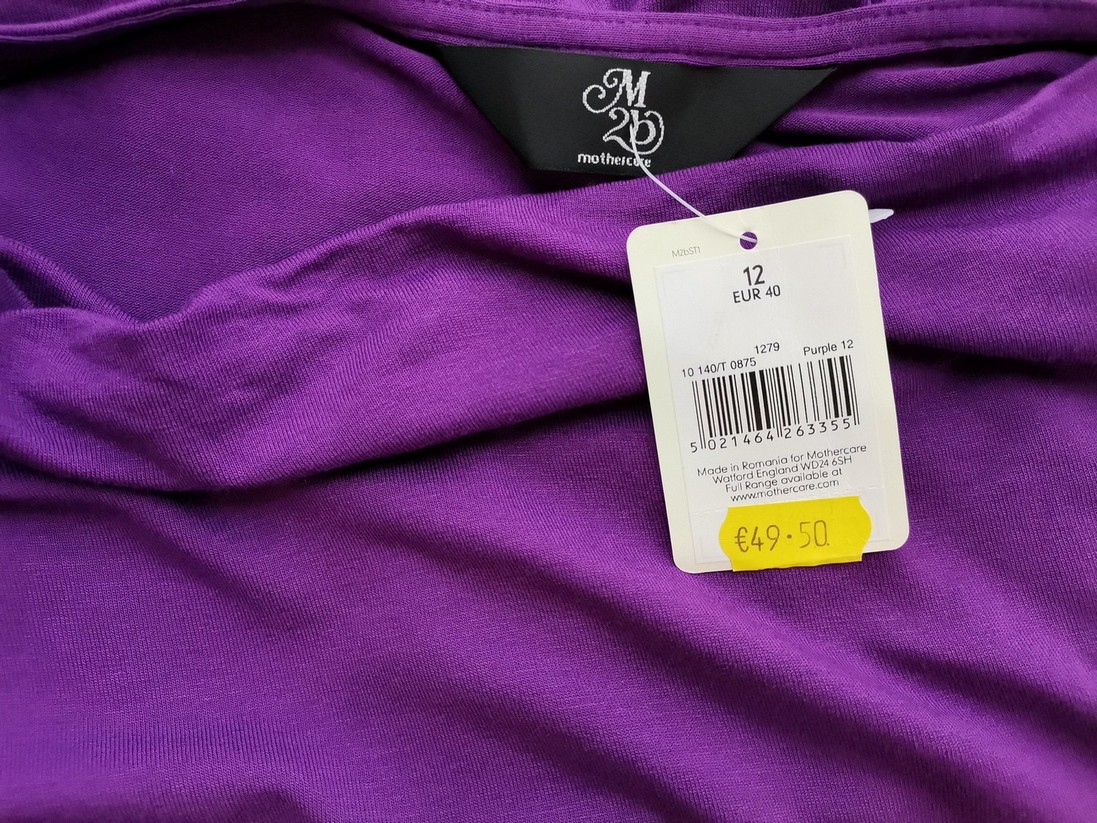 M
2b
mothercare
M2bST1
12
EUR 40
1279 Purple 12
10 140/T 0875
5 021464 263355
Made in Romania for Mothercare
Watford England WD24 6SH
Full Range available at
www.mothercare.com
€49.50